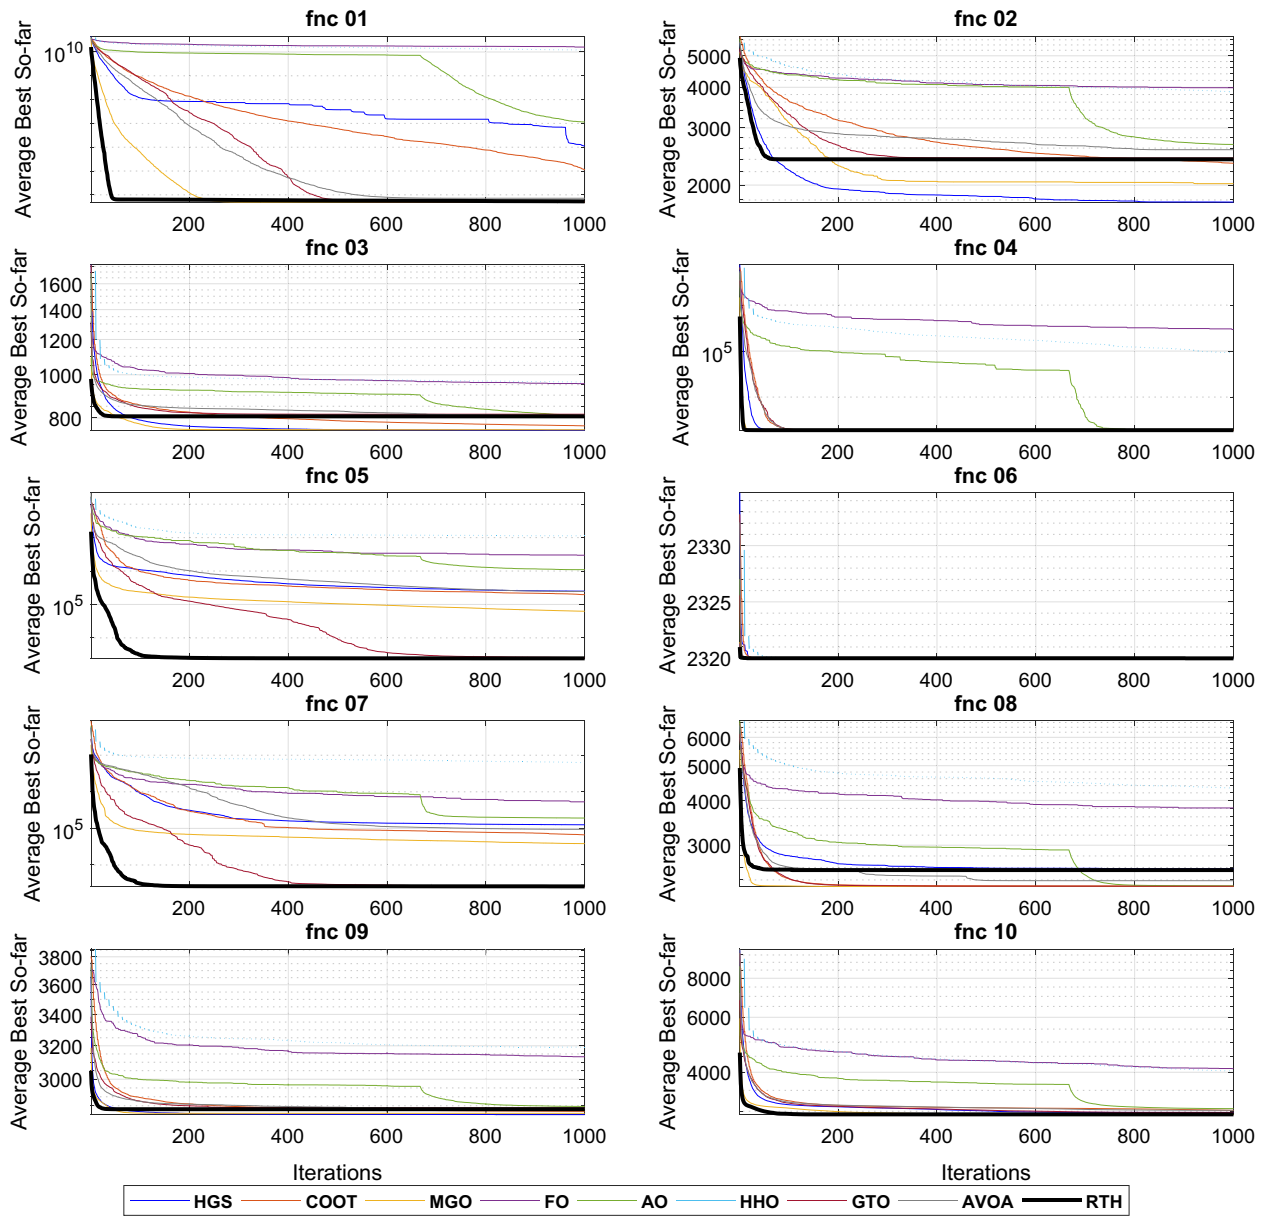 fnc 01
Average Best So-far
10^10
200 400 600 800 1000
fnc 02
Average Best So-far
5000
4000
3000
2000
200 400 600 800 1000
fnc 03
Average Best So-far
1600
1400
1200
1000
800
200 400 600 800 1000
fnc 04
Average Best So-far
10^5
200 400 600 800 1000
fnc 05
Average Best So-far
10^5
200 400 600 800 1000
fnc 06
Average Best So-far
2330
2325
2320
200 400 600 800 1000
fnc 07
Average Best So-far
10^5
200 400 600 800 1000
fnc 08
Average Best So-far
6000
5000
4000
3000
200 400 600 800 1000
fnc 09
Average Best So-far
3800
3600
3400
3200
3000
200 400 600 800 1000
Iterations
fnc 10
Average Best So-far
8000
6000
4000
200 400 600 800 1000
Iterations
HGS COOT MGO FO AO HHO GTO AVOA RTH